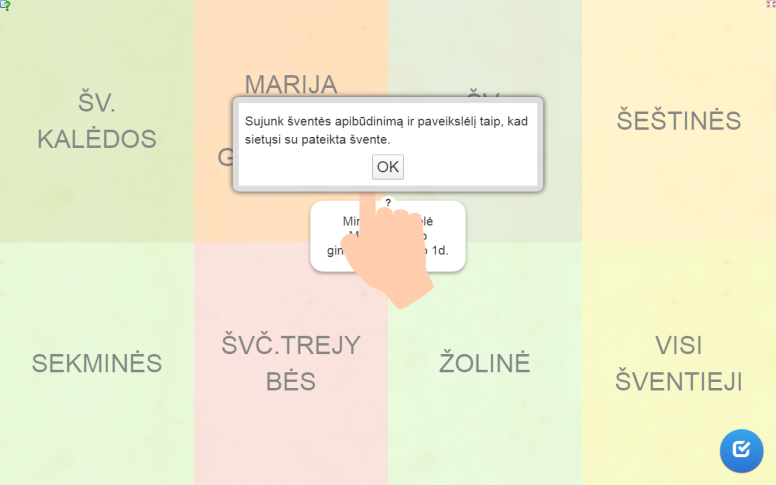 ŠV.
KALĖDOS
MARIJA
ŠEŠTINĖS
Sujunk šventės apibūdinimą ir paveikslėlį taip, kad
sietųsi su pateikta švente.
OK
?
1d.
SEKMINĖS
ŠVČ.TREJY
BĖS
ŽOLINĖ
VISI
ŠVENTIEJI